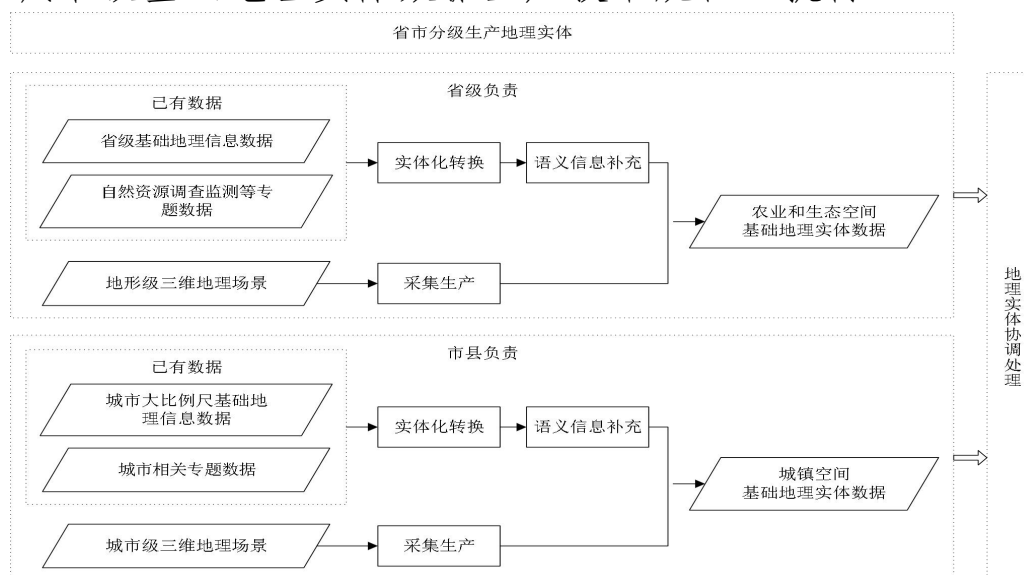 省市分级生产地理实体
省级负责
已有数据
省级基础地理信息数据
自然资源调查监测等专
题数据
实体化转换
语义信息补充
农业和生态空间
基础地理实体数据
地形级三维地理场景
采集生产
市县负责
已有数据
城市大比例尺基础地
理信息数据
城市相关专题数据
实体化转换
语义信息补充
城镇空间
基础地理实体数据
城市级三维地理场景
采集生产
地理实体协调处理